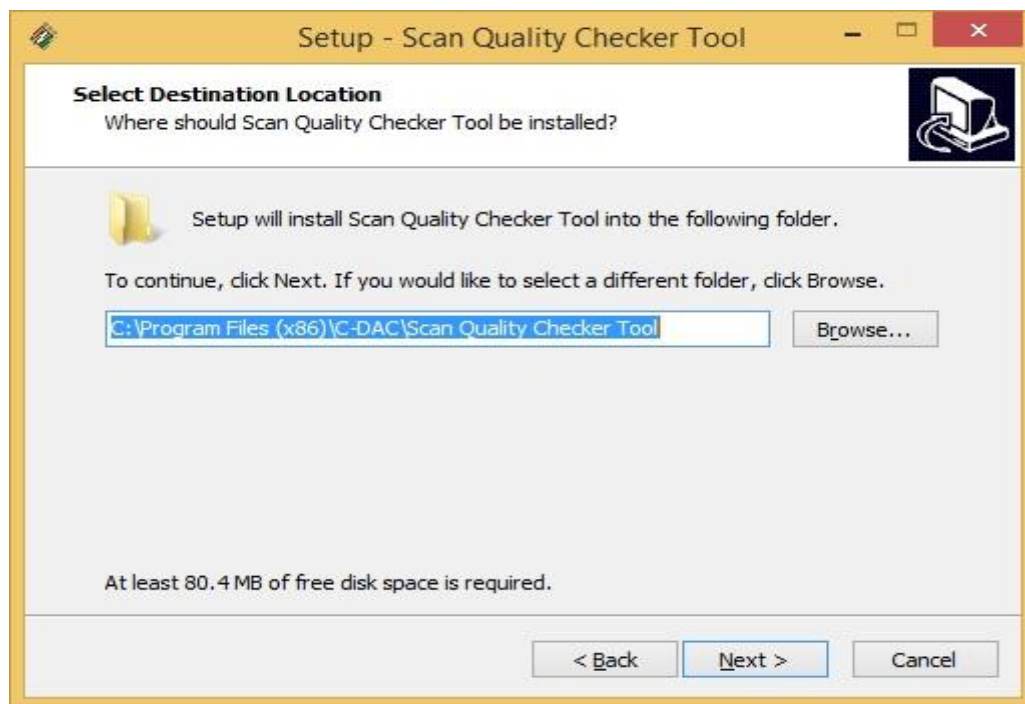 Setup - Scan Quality Checker Tool
Select Destination Location
Where should Scan Quality Checker Tool be installed?
Setup will install Scan Quality Checker Tool into the following folder.
To continue, click Next. If you would like to select a different folder, click Browse.
C:\Program Files (x86)\C-DAC\Scan Quality Checker Tool
Browse...
At least 80.4 MB of free disk space is required.
< Back
Next >
Cancel